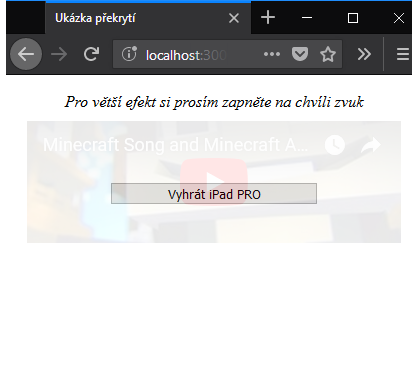 Ukázka překrytí
localhost:300
Pro větší efekt si prosím zapněte na chvíli zvuk
Minecraft Song and Minecraft A...
Vyhrát iPad PRO